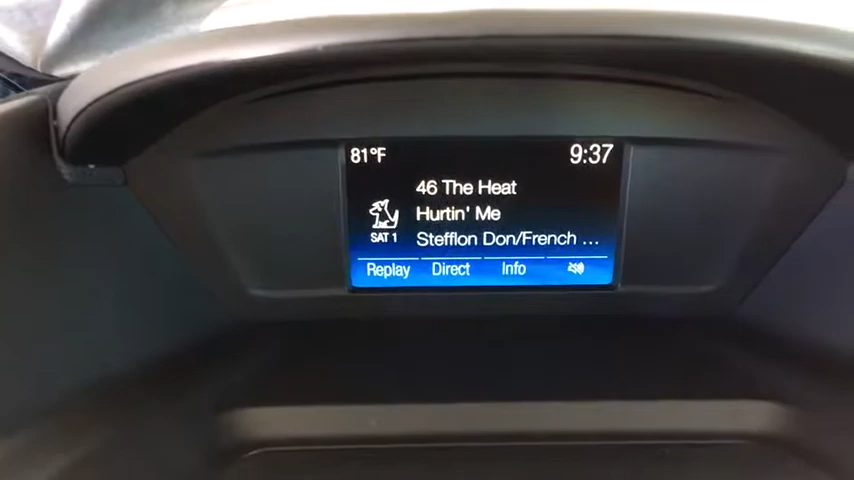 81°F 9:37
46 The Heat
Hurtin' Me
SAT 1 Stefflon Don/French ...
Replay Direct Info